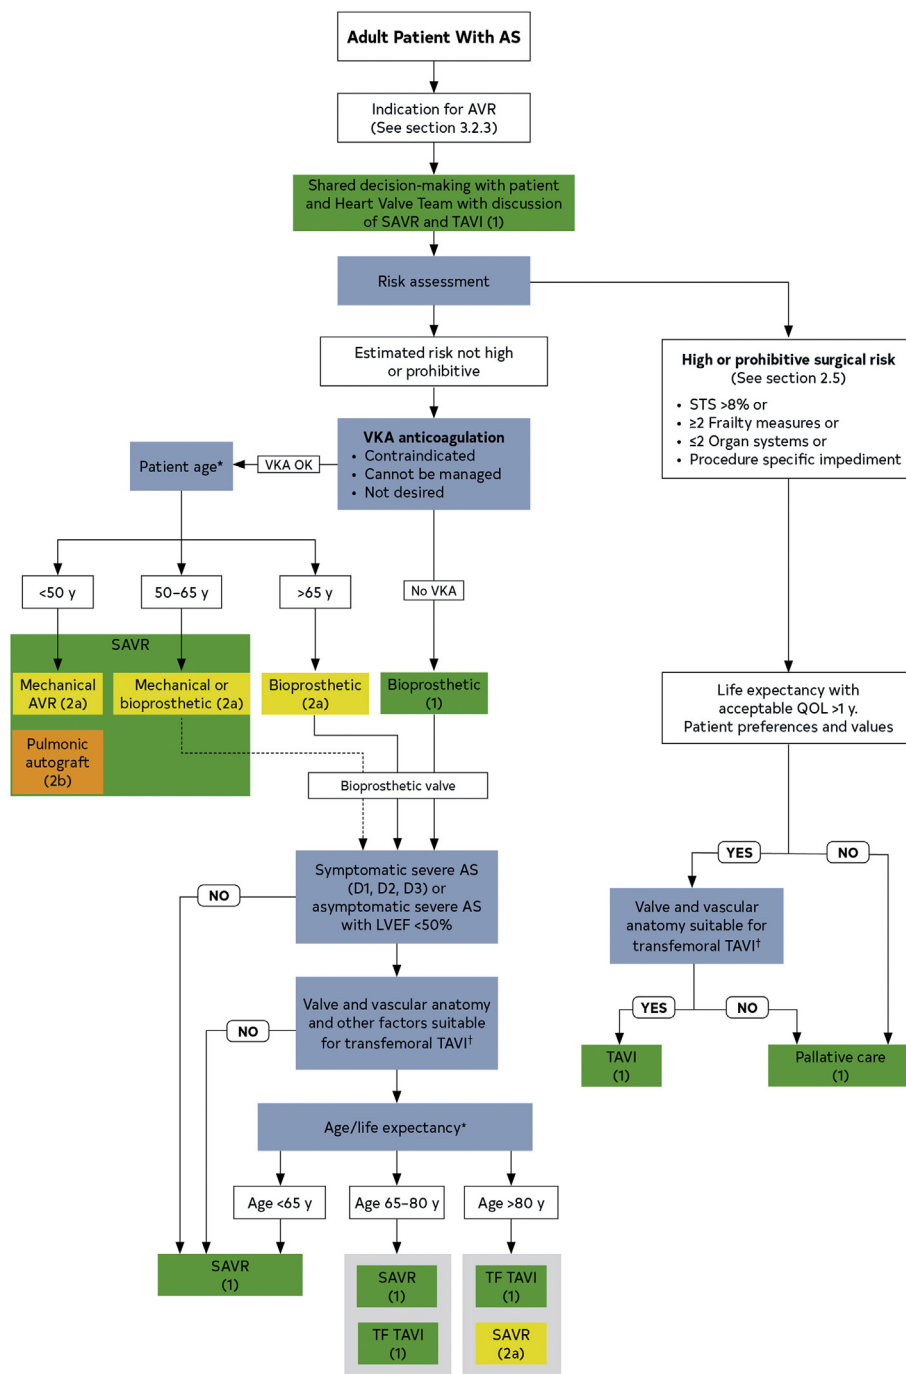 Adult Patient With AS
Indication for AVR
(See section 3.2.3)
Shared decision-making with patient
and Heart Valve Team with discussion
of SAVR and TAVI (1)
Risk assessment
Estimated risk not high
or prohibitive
High or prohibitive surgical risk
(See section 2.5)
• STS >8% or
• ≥2 Frailty measures or
• ≤2 Organ systems or
• Procedure specific impediment
VKA anticoagulation
• Contraindicated
• Cannot be managed
• Not desired
VKA OK
Patient age*
<50 y
50–65 y
>65 y
No VKA
SAVR
Mechanical
AVR (2a)
Mechanical or
bioprosthetic (2a)
Bioprosthetic
(2a)
Bioprosthetic
(1)
Pulmonic
autograft
(2b)
Life expectancy with
acceptable QOL >1 y.
Patient preferences and values
Bioprosthetic valve
YES
NO
Symptomatic severe AS
(D1, D2, D3) or
asymptomatic severe AS
with LVEF <50%
NO
Valve and vascular
anatomy suitable for
transfemoral TAVI†
Valve and vascular anatomy
and other factors suitable
for transfemoral TAVI†
NO
YES
NO
TAVI
(1)
Pallative care
(1)
Age/life expectancy*
Age <65 y
Age 65–80 y
Age >80 y
SAVR
(1)
SAVR
(1)
TF TAVI
(1)
TF TAVI
(1)
SAVR
(2a)